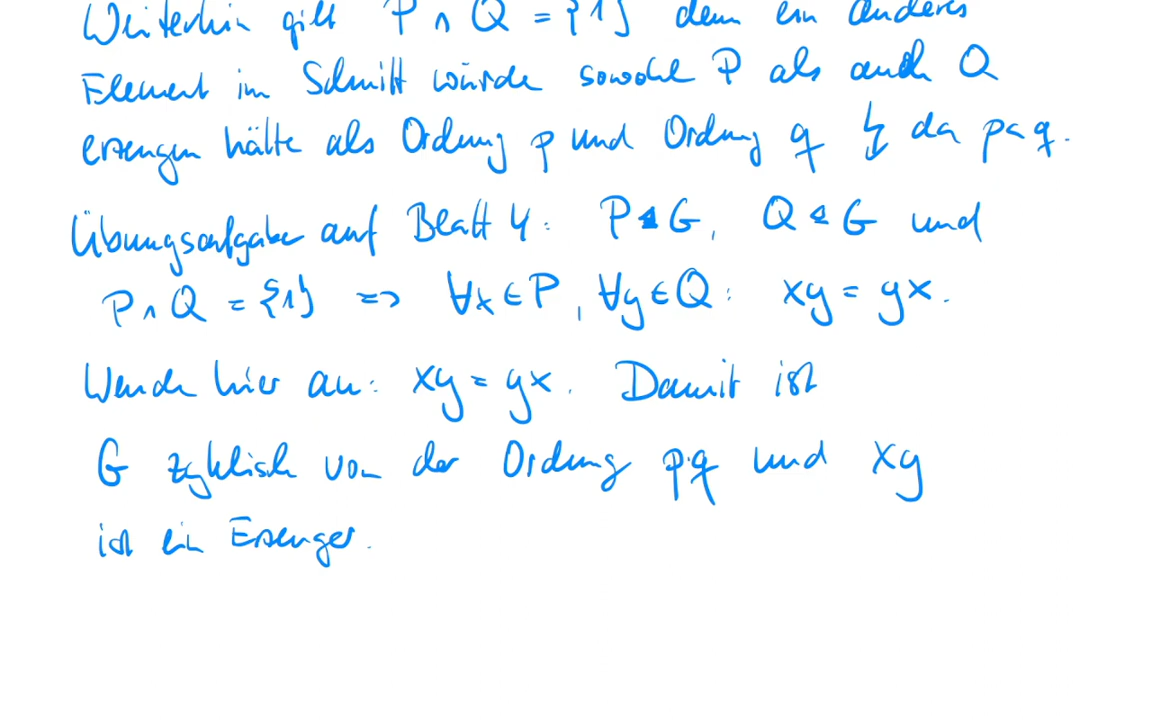 Weiterhin gilt P ∩ Q = {1} denn ein anderes
Element im Schnitt würde sowohl P als auch Q
erzeugen hätte als Ordnung p und Ordnung q ↯ da p<q.
Übungsaufgabe auf Blatt 4: P ⊴ G, Q ⊴ G und
P ∩ Q = {1} => ∀x ∈ P, ∀y ∈ Q: xy = yx.
Wende hier an: xy = yx. Damit ist
G zyklisch von der Ordnung p·q und xy
ist ein Erzeuger.